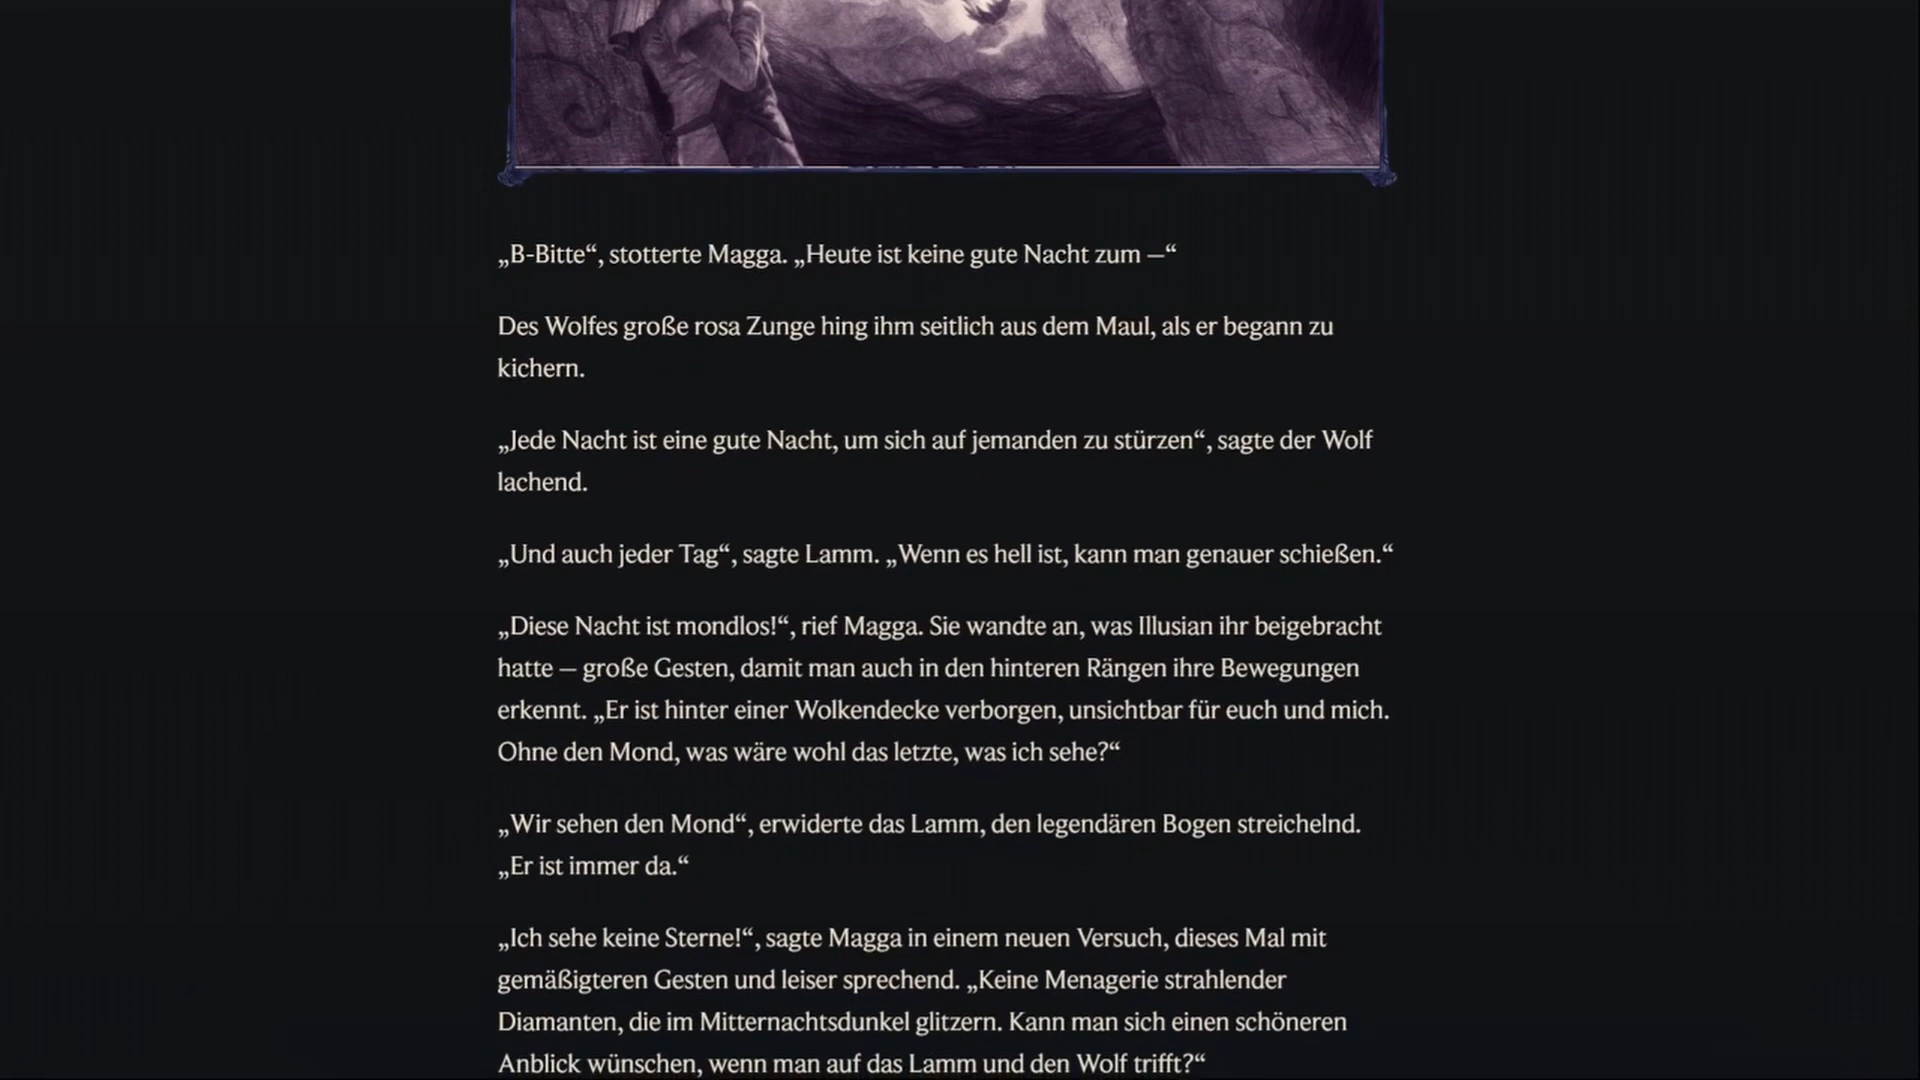 „B-Bitte“, stotterte Magga. „Heute ist keine gute Nacht zum —“
Des Wolfes große rosa Zunge hing ihm seitlich aus dem Maul, als er begann zu
kichern.
„Jede Nacht ist eine gute Nacht, um sich auf jemanden zu stürzen“, sagte der Wolf
lachend.
„Und auch jeder Tag“, sagte Lamm. „Wenn es hell ist, kann man genauer schießen.“
„Diese Nacht ist mondlos!“, rief Magga. Sie wandte an, was Illusian ihr beigebracht
hatte — große Gesten, damit man auch in den hinteren Rängen ihre Bewegungen
erkennt. „Er ist hinter einer Wolkendecke verborgen, unsichtbar für euch und mich.
Ohne den Mond, was wäre wohl das letzte, was ich sehe?“
„Wir sehen den Mond“, erwiderte das Lamm, den legendären Bogen streichelnd.
„Er ist immer da.“
„Ich sehe keine Sterne!“, sagte Magga in einem neuen Versuch, dieses Mal mit
gemäßigteren Gesten und leiser sprechend. „Keine Menagerie strahlender
Diamanten, die im Mitternachtsdunkel glitzern. Kann man sich einen schöneren
Anblick wünschen, wenn man auf das Lamm und den Wolf trifft?“